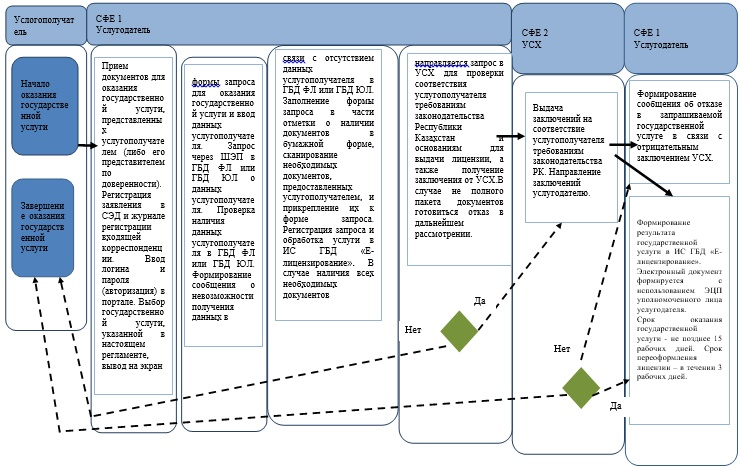 Услогополучат
ель
СФЕ 1
Услугодатель
СФЕ 2
УСХ
СФЕ 1
Услугодатель
Начало
оказания
государстве
нной
услуги
Завершени
е оказания
государств
енной
услуги
Прием
документов для
оказания
государственно
й услуги,
представленны
х
услугополучате
лем (либо его
представителем
по
доверенности).
Регистрация
заявления в
СЭД и журнале
регистрации
входящей
корреспонденц
ии. Ввод
логина и
пароля
(авторизация) в
портале. Выбор
государственно
й услуги,
указанной в
настоящем
регламенте,
вывод на экран
формы запроса
для оказания
государственно
й услуги и ввод
данных
услугополучате
ля. Запрос
через ШЭП в
ГБД ФЛ или
ГБД ЮЛ о
данных
услугополучате
ля. Проверка
наличия
данных
услугополучате
ля в ГБД ФЛ
или ГБД ЮЛ.
Формирование
сообщения о
невозможности
получения
данных в
связи с отсутствием
данных
услугополучателя в
ГБД ФЛ или ГБД ЮЛ.
Заполнение формы
запроса в части
отметки о наличии
документов в
бумажной форме,
сканирование
необходимых
документов,
предоставленных
услугополучателем, и
прикрепление их к
форме запроса.
Регистрация запроса и
обработка услуги в
ИС ГБД «Е-
лицензирование». В
случае наличия всех
необходимых
документов
направляется запрос в
УСХ для проверки
соответствия
услугополучателя
требованиям
законодательства
Республики
Казахстан
основаниям для
выдачи лицензии, а
также получение
заключения от УСХ.В
случае не полного
пакета документов
готовиться отказ в
дальнейшем
рассмотрении.
Выдача
заключений на
соответствие
услугополучателя
требованиям
законодательства
РК. Направление
заключений
услугодателю.
Формирование
сообщения об отказе
в запрашиваемой
государственной
услуге в связи с
отрицательным
заключением УСХ.
Формирование
результата
государственной
услуги в ИС ГБД «Е-
лицензирование».
Электронный документ
формируется с
использованием ЭЦП
уполномоченного лица
услугодателя.
Срок оказания
государственной
услуги - не позднее 15
рабочих дней. Срок
переоформления
лицензии – в течении 3
рабочих дней.
Да
Нет
Нет
Да